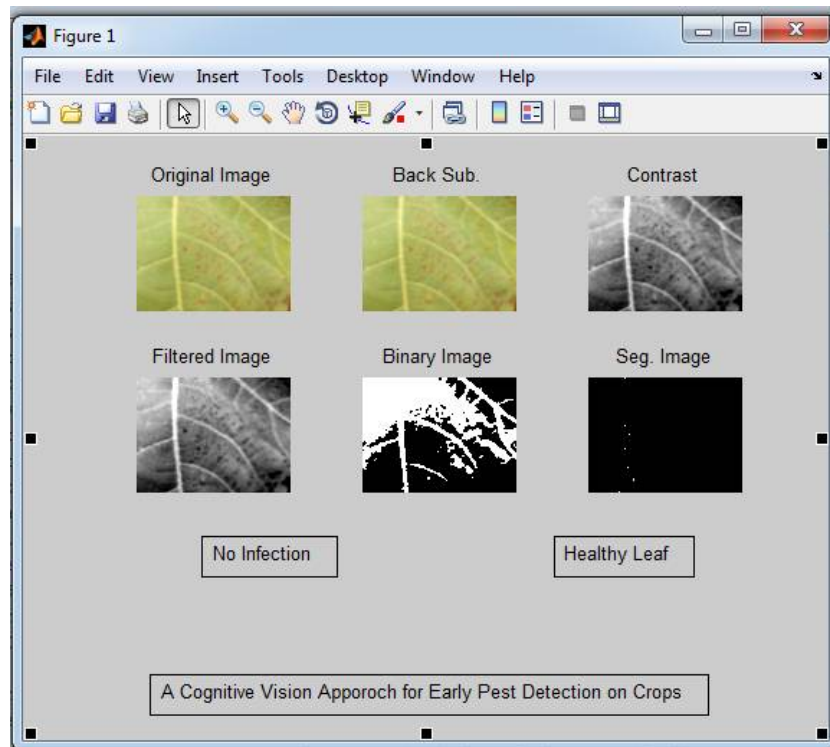 Figure 1
File Edit View Insert Tools Desktop Window Help
Original Image Back Sub. Contrast
Filtered Image Binary Image Seg. Image
No Infection Healthy Leaf
A Cognitive Vision Apporoch for Early Pest Detection on Crops